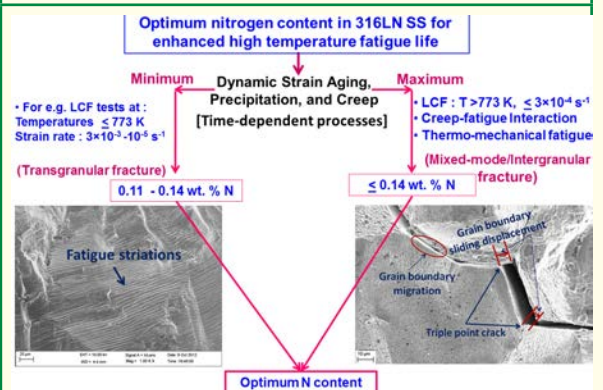 Optimum nitrogen content in 316LN SS for
enhanced high temperature fatigue life
Minimum
Dynamic Strain Aging,
Precipitation, and Creep
[Time-dependent processes]
Maximum
• For e.g. LCF tests at :
Temperatures ≤ 773 K
Strain rate : 3×10⁻³ -10⁻⁵ s⁻¹
• LCF : T >773 K, ≤ 3×10⁻⁴ s⁻¹
• Creep-fatigue Interaction
• Thermo-mechanical fatigue
(Transgranular fracture)
(Mixed-mode/Intergranular
fracture)
0.11 - 0.14 wt. % N
≤ 0.14 wt. % N
Fatigue striations
Grain boundary
sliding displacement
Grain boundary
migration
Triple point crack
Optimum N content